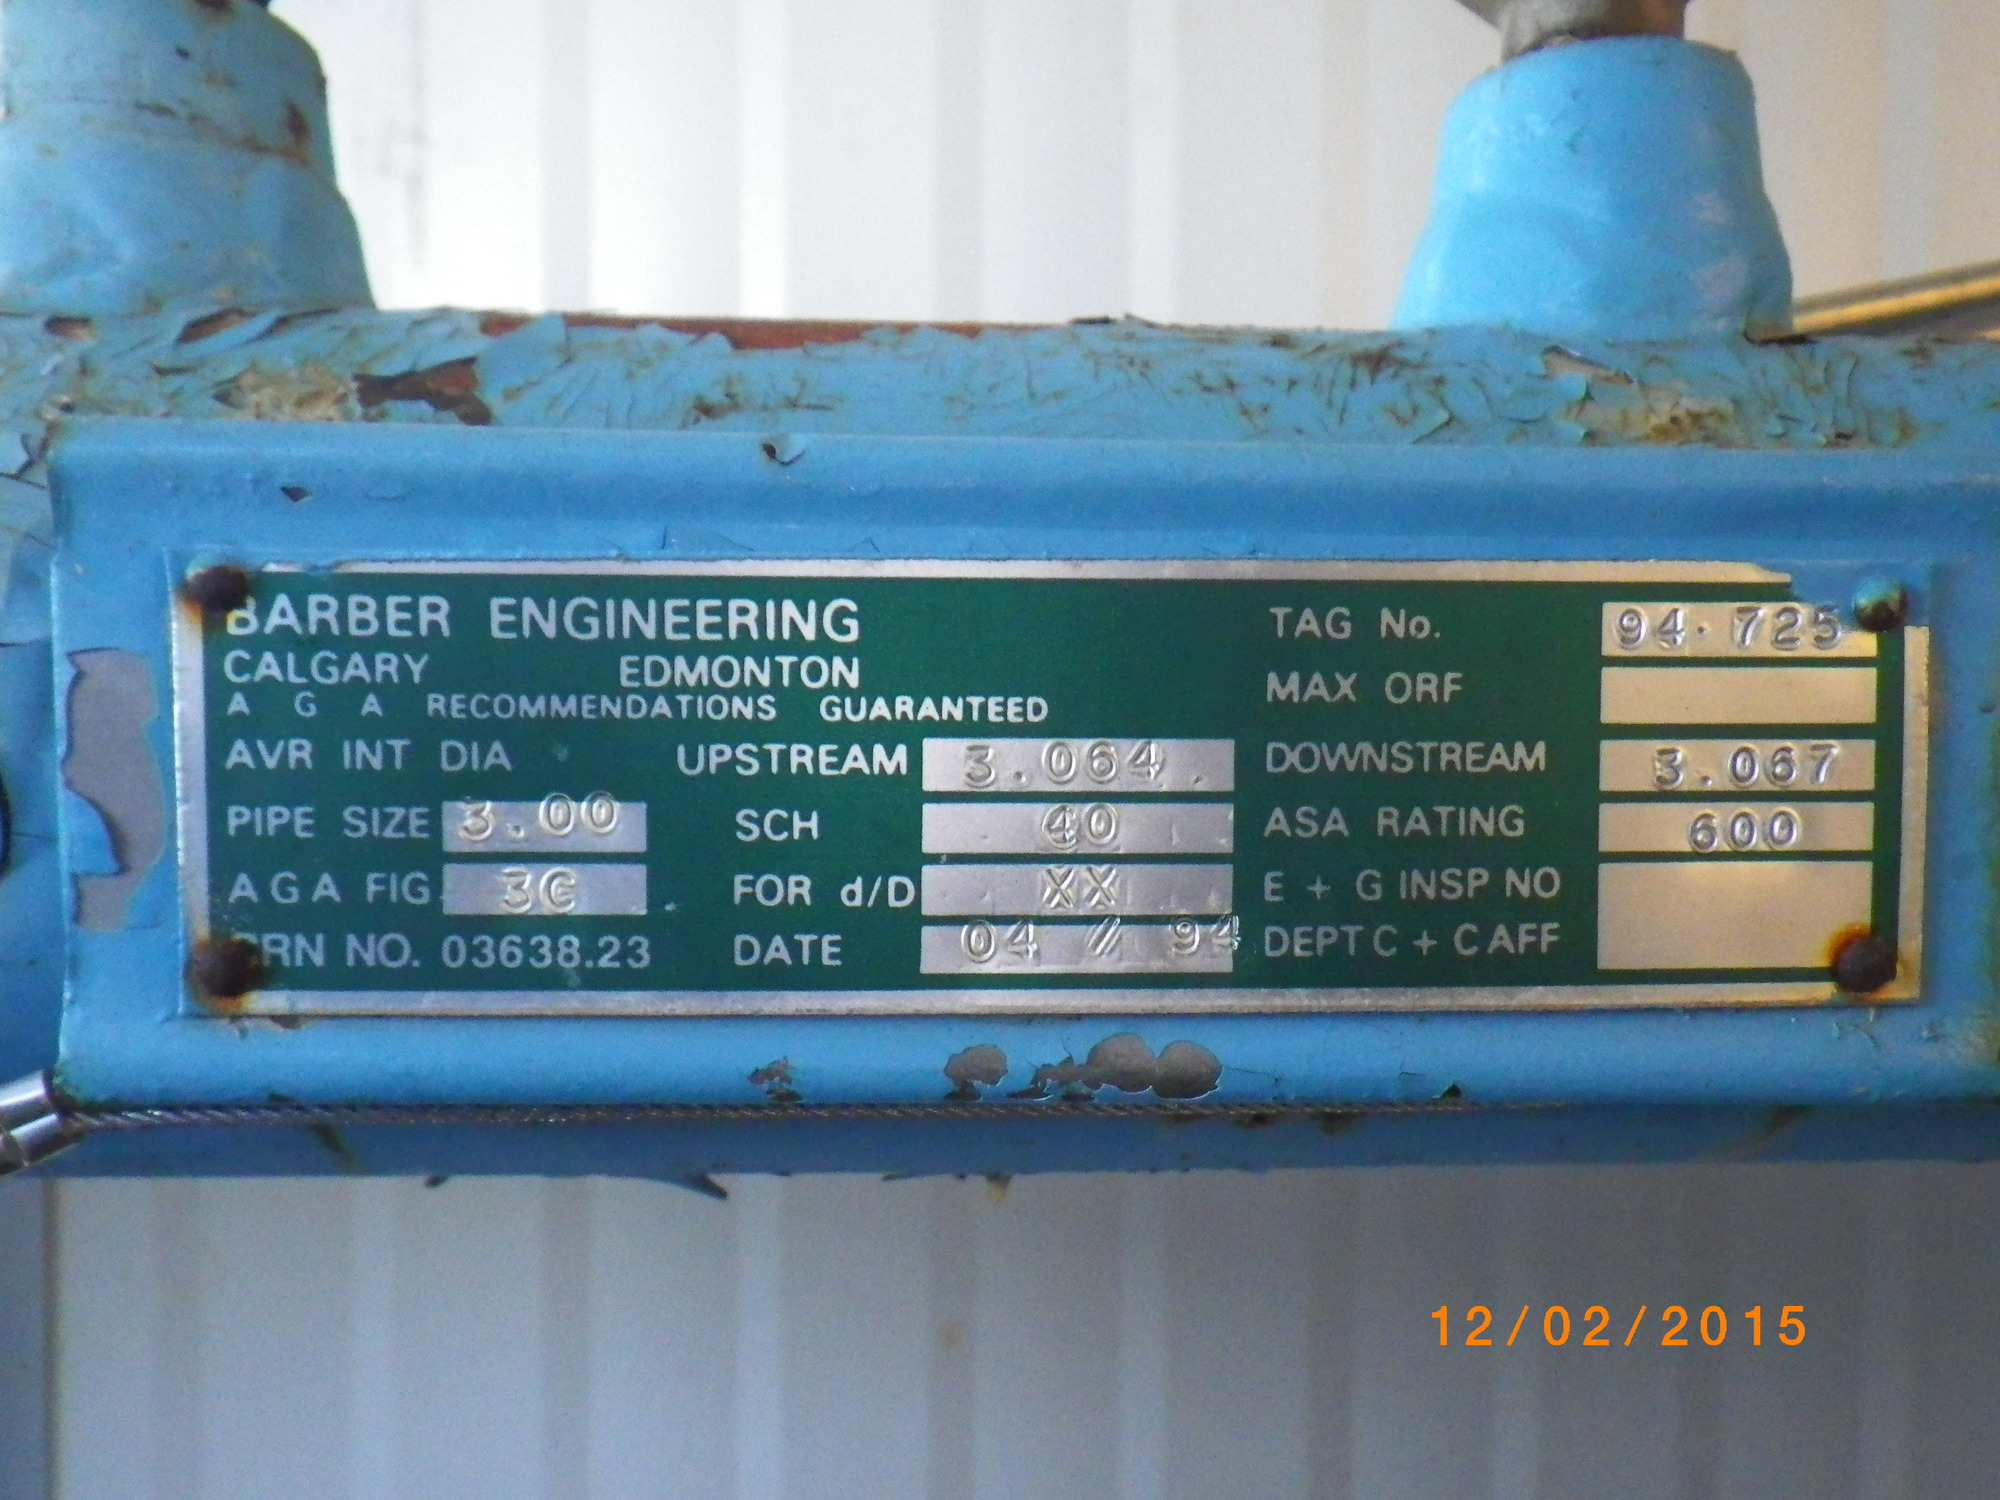 BARBER ENGINEERING
CALGARY EDMONTON
A G A RECOMMENDATIONS GUARANTEED
TAG No. 94-725
MAX ORF
AVR INT DIA UPSTREAM 3.064 DOWNSTREAM 3.067
PIPE SIZE 3.00 SCH 40 ASA RATING 600
AGA FIG FOR d/D XX E + G INSP NO
CRN NO. 03638.23 DATE 04 // 94 DEPT C + C AFF
12/02/2015